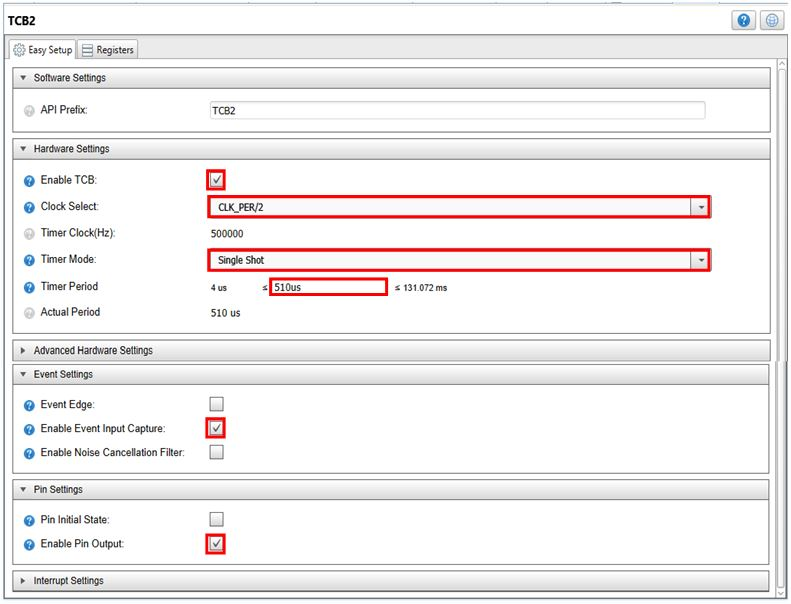 TCB2
Easy Setup Registers
Software Settings
API Prefix: TCB2
Hardware Settings
Enable TCB:
Clock Select: CLK_PER/2
Timer Clock(Hz): 500000
Timer Mode: Single Shot
Timer Period 4 us ≤ 510us ≤ 131.072 ms
Actual Period 510 us
Advanced Hardware Settings
Event Settings
Event Edge:
Enable Event Input Capture:
Enable Noise Cancellation Filter:
Pin Settings
Pin Initial State:
Enable Pin Output:
Interrupt Settings